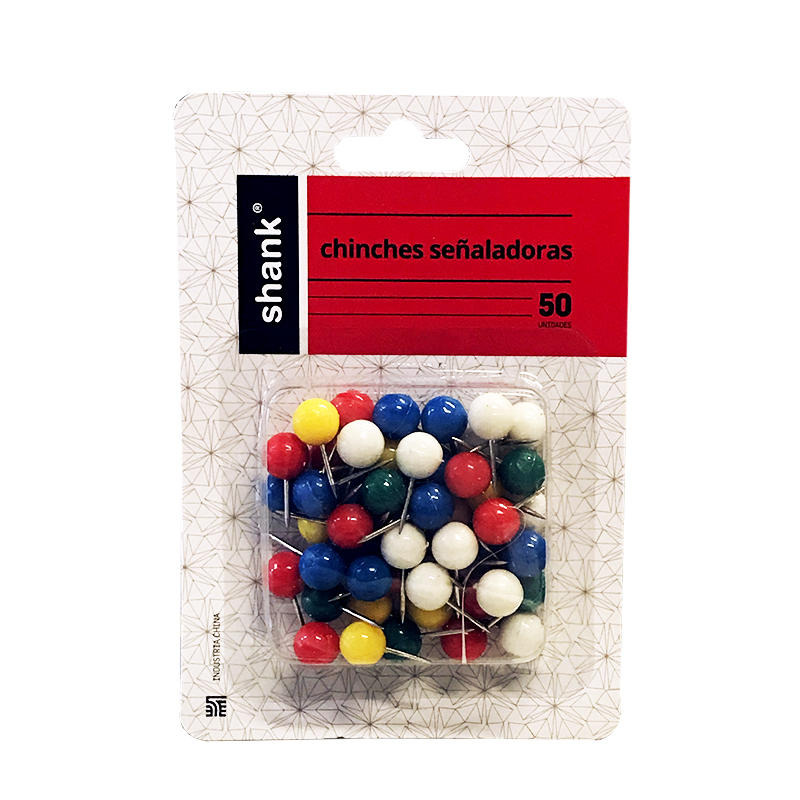 shank®
chinches señaladoras
50
UNIDADES
INDUSTRIA CHINA